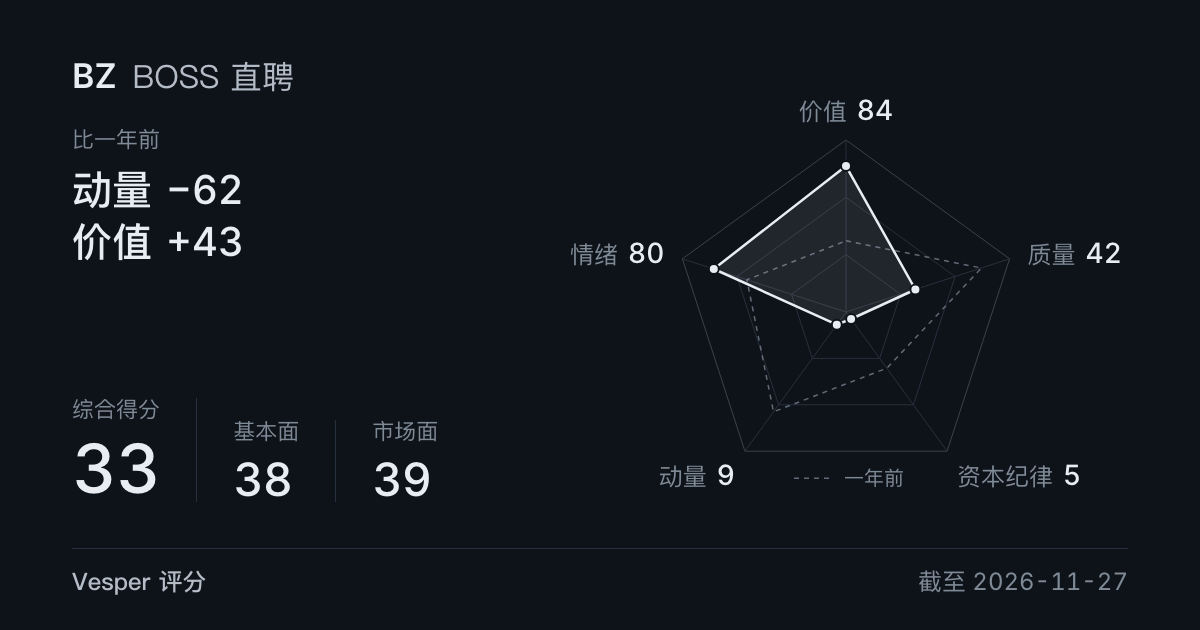 BZ BOSS 直聘
比一年前
动量 −62
价值 +43
综合得分
33
基本面
38
市场面
39
价值 84
情绪 80
质量 42
动量 9
---- 一年前
资本纪律 5
Vesper 评分
截至 2026-11-27